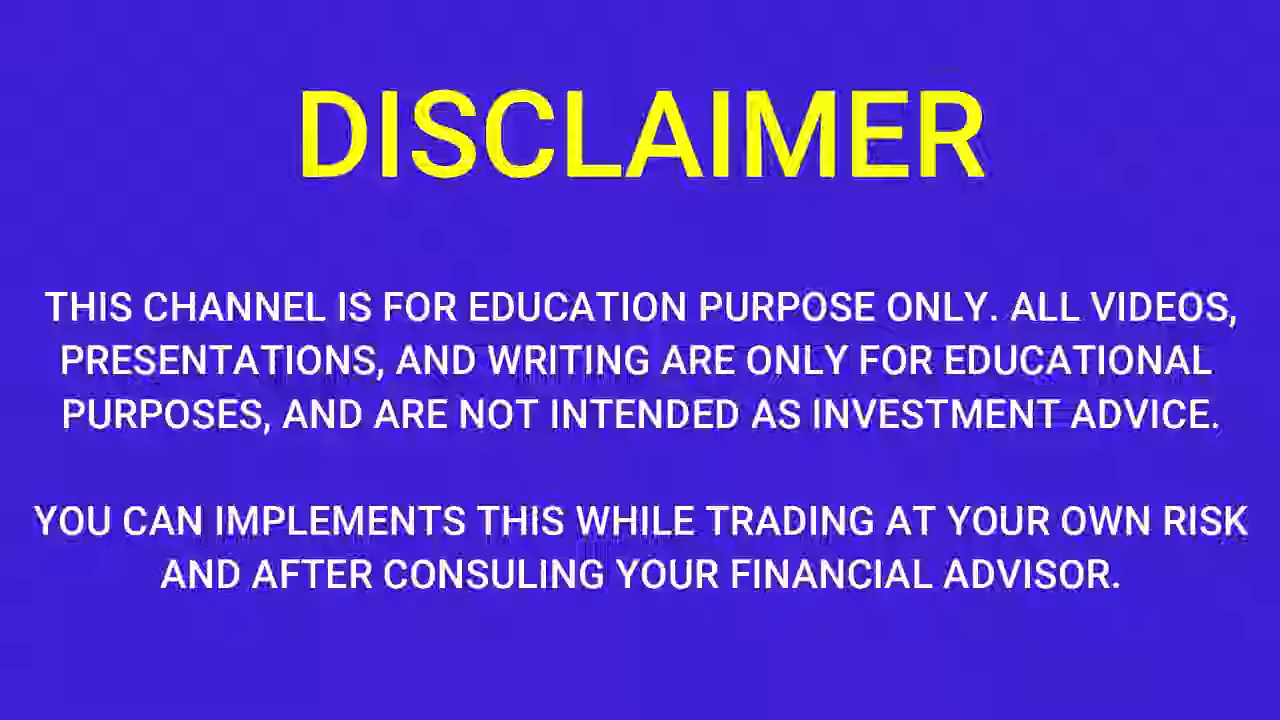 DISCLAIMER
THIS CHANNEL IS FOR EDUCATION PURPOSE ONLY. ALL VIDEOS,
PRESENTATIONS, AND WRITING ARE ONLY FOR EDUCATIONAL
PURPOSES, AND ARE NOT INTENDED AS INVESTMENT ADVICE.
YOU CAN IMPLEMENTS THIS WHILE TRADING AT YOUR OWN RISK
AND AFTER CONSULING YOUR FINANCIAL ADVISOR.